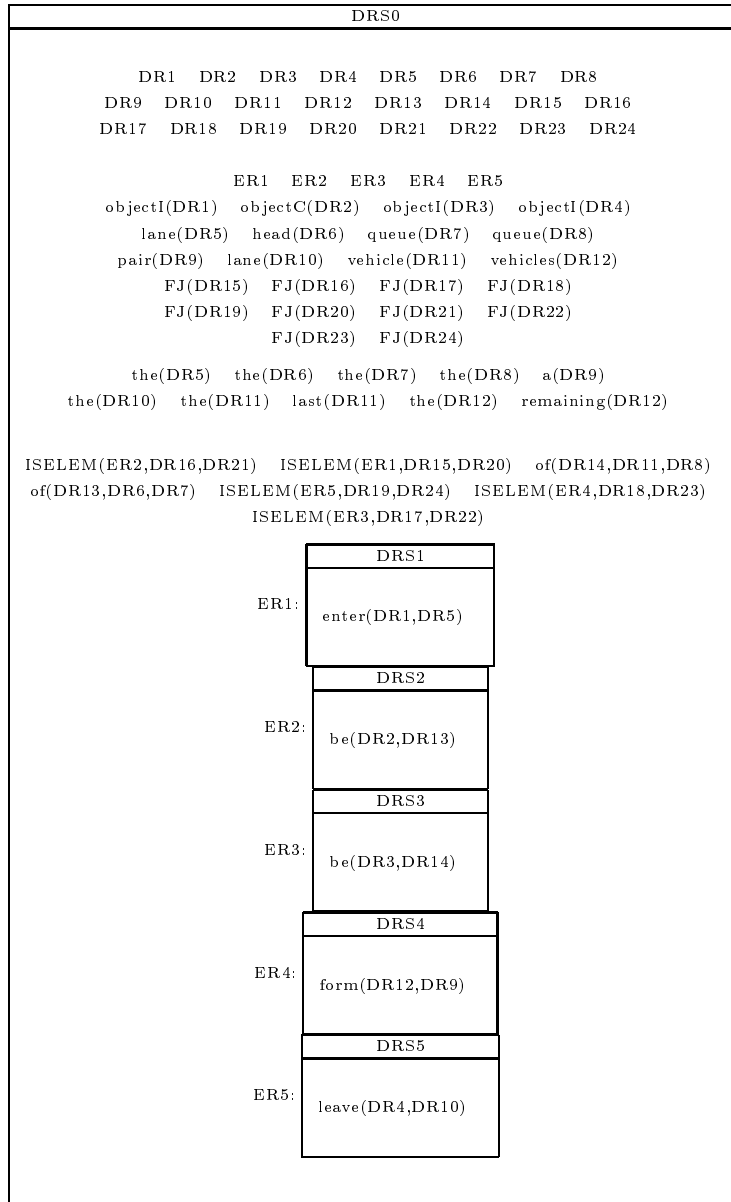 DRS0
DR1 DR2 DR3 DR4 DR5 DR6 DR7 DR8
DR9 DR10 DR11 DR12 DR13 DR14 DR15 DR16
DR17 DR18 DR19 DR20 DR21 DR22 DR23 DR24
ER1 ER2 ER3 ER4 ER5
objectI(DR1) objectC(DR2) objectI(DR3) objectI(DR4)
lane(DR5) head(DR6) queue(DR7) queue(DR8)
pair(DR9) lane(DR10) vehicle(DR11) vehicles(DR12)
FJ(DR15) FJ(DR16) FJ(DR17) FJ(DR18)
FJ(DR19) FJ(DR20) FJ(DR21) FJ(DR22)
FJ(DR23) FJ(DR24)
the(DR5) the(DR6) the(DR7) the(DR8) a(DR9)
the(DR10) the(DR11) last(DR11) the(DR12) remaining(DR12)
ISELEM(ER2,DR16,DR21) ISELEM(ER1,DR15,DR20) of(DR14,DR11,DR8)
of(DR13,DR6,DR7) ISELEM(ER5,DR19,DR24) ISELEM(ER4,DR18,DR23)
ISELEM(ER3,DR17,DR22)
DRS1
ER1:
enter(DR1,DR5)
DRS2
ER2:
be(DR2,DR13)
DRS3
ER3:
be(DR3,DR14)
DRS4
ER4:
form(DR12,DR9)
DRS5
ER5:
leave(DR4,DR10)